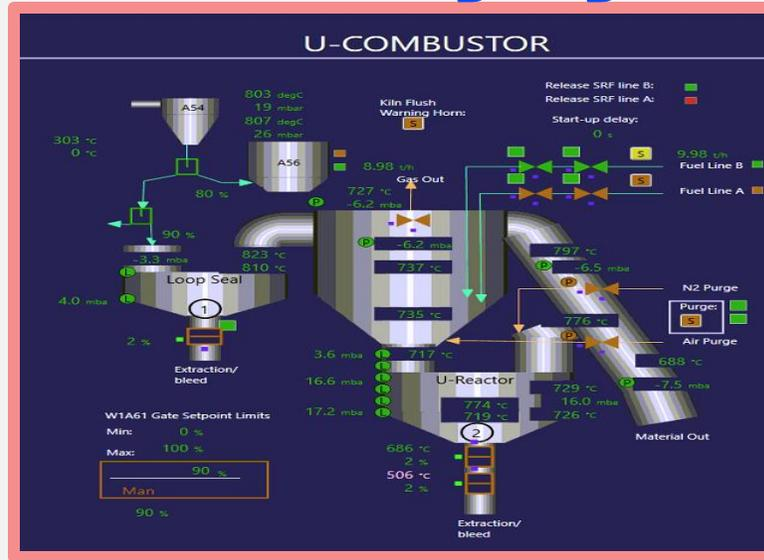 U-COMBUSTOR
A54
803 degC
19 mbar
807 degC
26 mbar
Kiln Flush
Warning Horn:
S
Release SRF line B:
Release SRF line A:
Start-up delay:
0 s
303 °C
0 °C
A56
8.98 t/h
S
9.98 t/h
Fuel Line B
S
Fuel Line A
80 %
Gas Out
727 °C
-6.2 mba
P
90 %
-3.3 mba
823 °C
810 °C
P
-6.2 mba
737 °C
797 °C
P
-6.5 mba
L
Loop Seal
4.0 mba
L
1
735 °C
P
N2 Purge
Purge:
S
776 °C
P
Air Purge
2 %
Extraction/
bleed
3.6 mba
L
717 °C
688 °C
16.6 mba
L
L
L
17.2 mba
L
U-Reactor
729 °C
16.0 mba
726 °C
774 °C
719 °C
P
-7.5 mba
Material Out
2
W1A61 Gate Setpoint Limits
Min: 0 %
Max: 100 %
90 %
Man
90 %
686 °C
2 %
506 °C
2 %
Extraction/
bleed